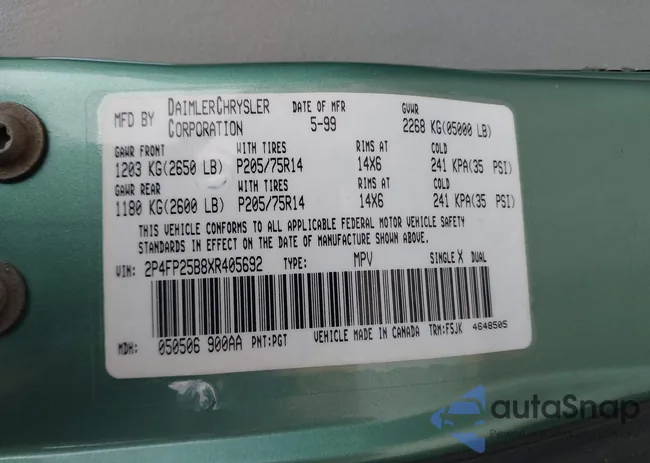 MFD BY DAIMLERCHRYSLER CORPORATION DATE OF MFR 5-99 GVWR 2268 KG(05000 LB)
GAWR FRONT WITH TIRES RIMS AT COLD
1203 KG(2650 LB) P205/75R14 14X6 241 KPA(35 PSI)
GAWR REAR WITH TIRES RIMS AT COLD
1180 KG(2600 LB) P205/75R14 14X6 241 KPA(35 PSI)
THIS VEHICLE CONFORMS TO ALL APPLICABLE FEDERAL MOTOR VEHICLE SAFETY
STANDARDS IN EFFECT ON THE DATE OF MANUFACTURE SHOWN ABOVE.
VIN: 2P4FP25B8XR405692 TYPE: MPV SINGLE X DUAL
MDH: 050506 900AA PNT:PGT VEHICLE MADE IN CANADA TRM:F5JK 4648505
autaSnap